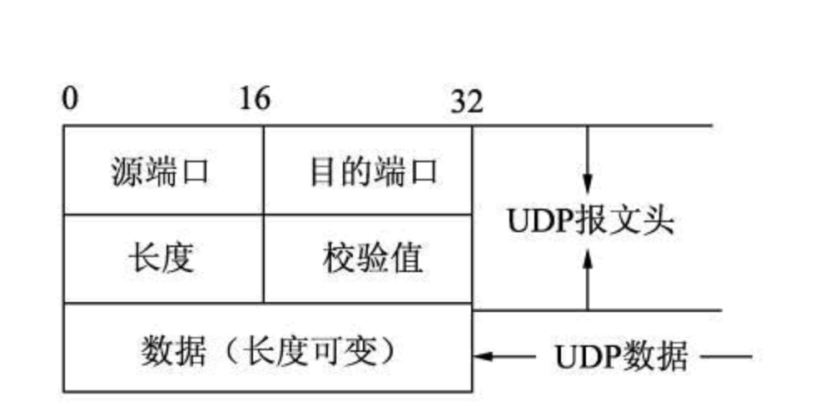 0 16 32
源端口 目的端口
UDP报文头
长度 校验值
数据（长度可变） UDP数据